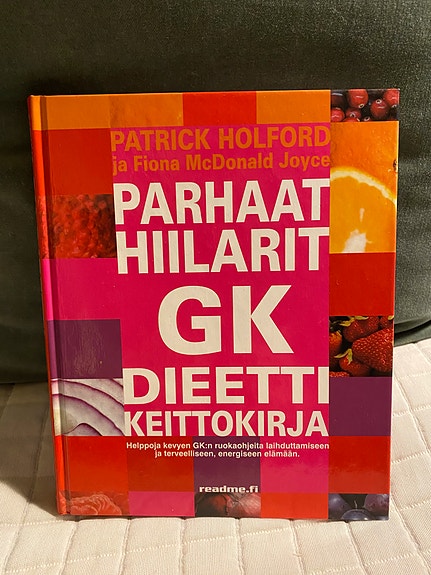 PATRICK HOLFORD
ja Fiona McDonald Joyce
PARHAAT
HIILARIT
GK
DIEETTI
KEITTOKIRJA
Helppoja kevyen GK:n ruokaohjeita laihduttamiseen
ja terveelliseen, energiseen elämään.
readme.fi